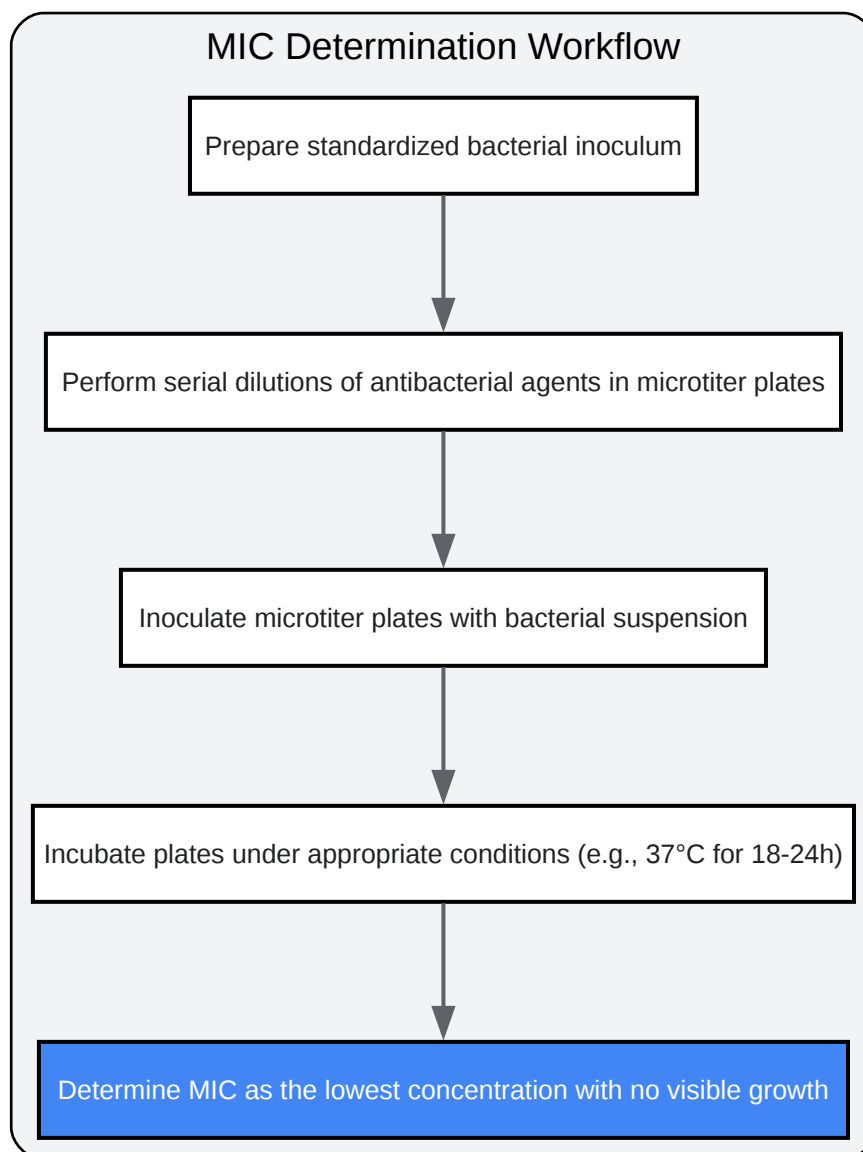 MIC Determination Workflow
Prepare standardized bacterial inoculum
Perform serial dilutions of antibacterial agents in microtiter plates
Inoculate microtiter plates with bacterial suspension
Incubate plates under appropriate conditions (e.g., 37°C for 18-24h)
Determine MIC as the lowest concentration with no visible growth